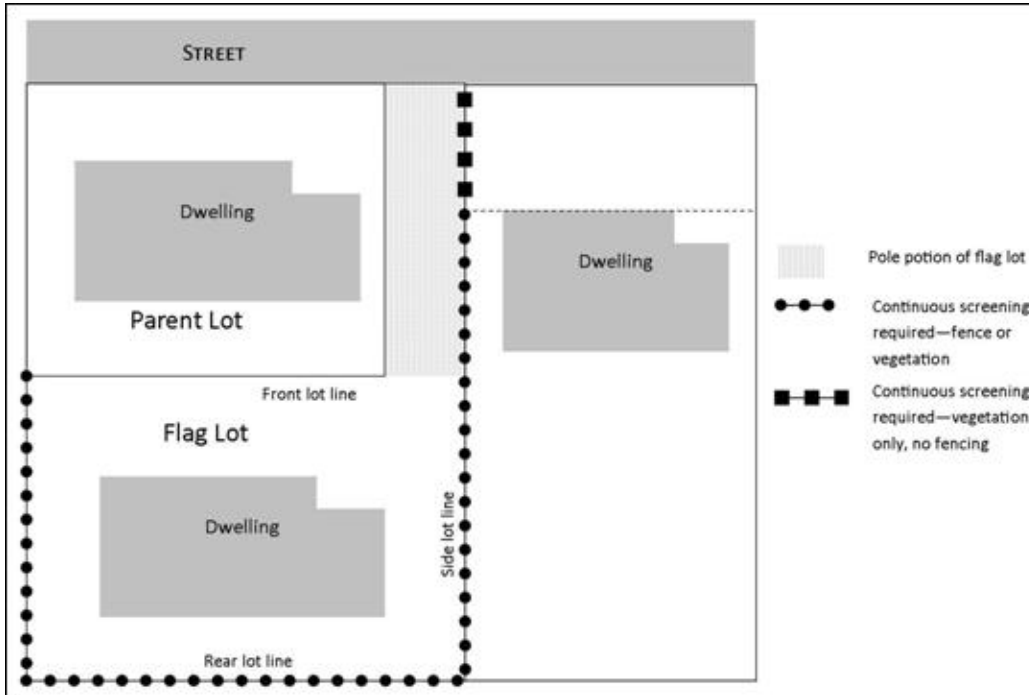 STREET
Dwelling
Parent Lot
Front lot line
Flag Lot
Dwelling
Side lot line
Rear lot line
Dwelling
Pole potion of flag lot
Continuous screening
required—fence or
vegetation
Continuous screening
required—vegetation
only, no fencing